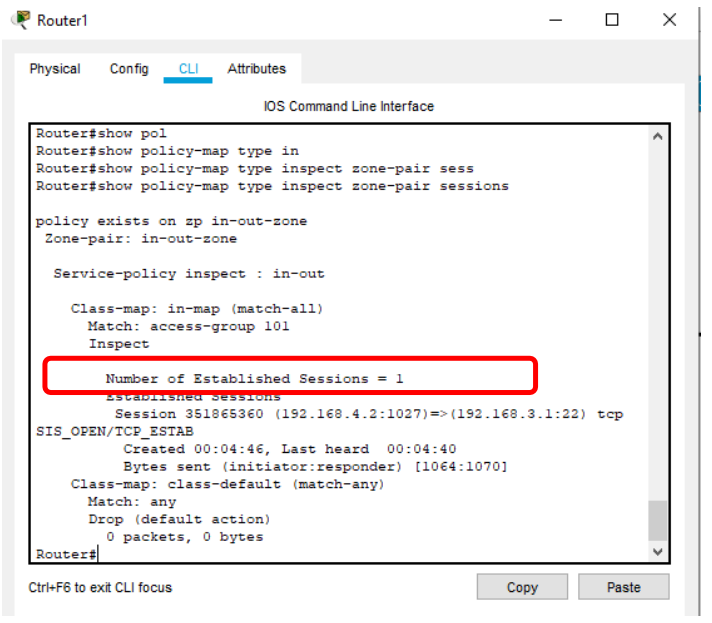 Router1
Physical Config CLI Attributes
IOS Command Line Interface
Router#show pol
Router#show policy-map type in
Router#show policy-map type inspect zone-pair sess
Router#show policy-map type inspect zone-pair sessions
policy exists on zp in-out-zone
Zone-pair: in-out-zone
Service-policy inspect : in-out
Class-map: in-map (match-all)
Match: access-group 101
Inspect
Number of Established Sessions = 1
Established Sessions
Session 351865360 (192.168.4.2:1027)=>(192.168.3.1:22) tcp
SIS_OPEN/TCP_ESTAB
Created 00:04:46, Last heard 00:04:40
Bytes sent (initiator:responder) [1064:1070]
Class-map: class-default (match-any)
Match: any
Drop (default action)
0 packets, 0 bytes
Router#
Ctrl+F6 to exit CLI focus
Copy Paste